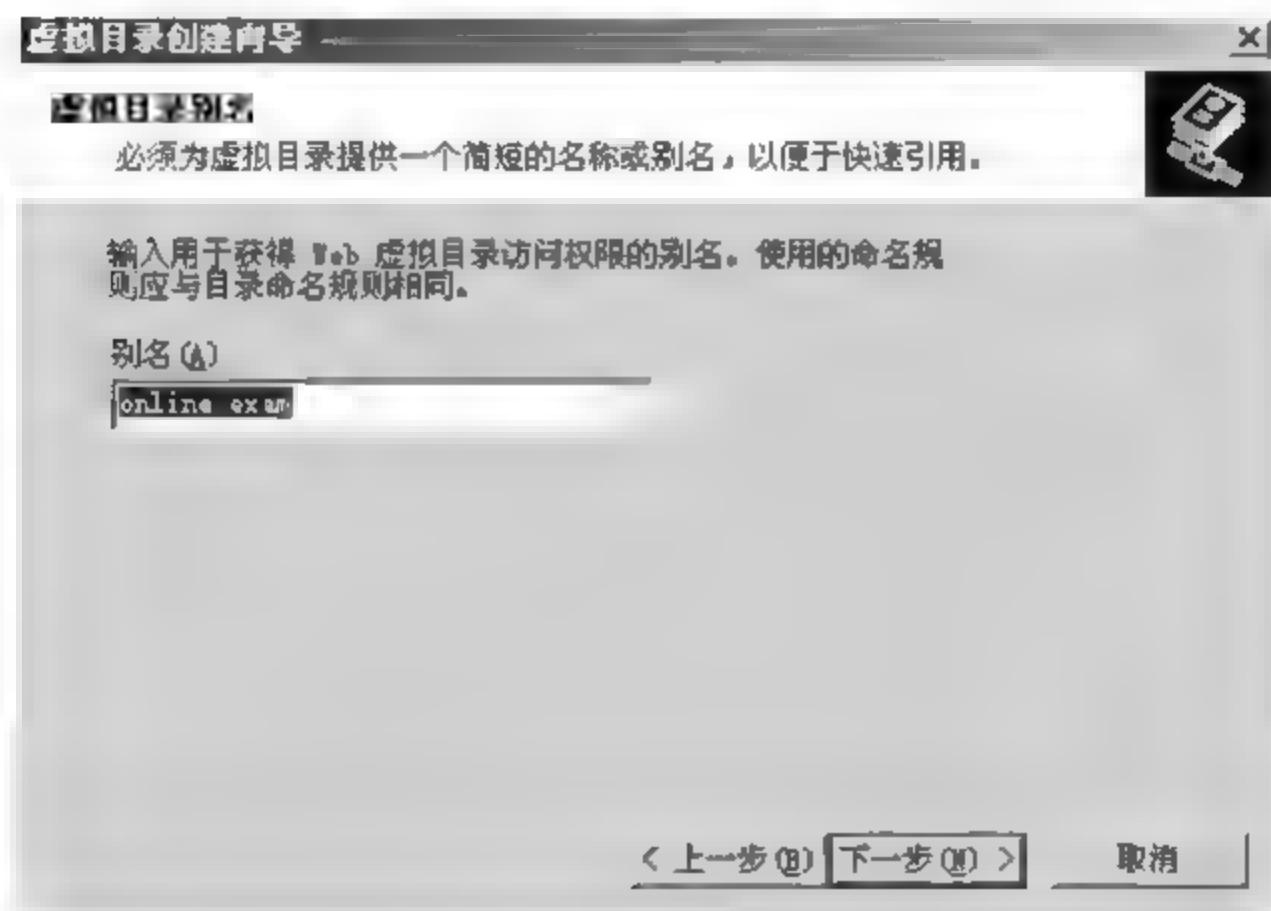 虚拟目录创建向导
虚拟目录别名
必须为虚拟目录提供一个简短的名称或别名，以便于快速引用。
输入用于获得 Web 虚拟目录访问权限的别名。使用的命名规
则应与目录命名规则相同。
别名(A)
online exam
< 上一步(B) 下一步(N) > 取消